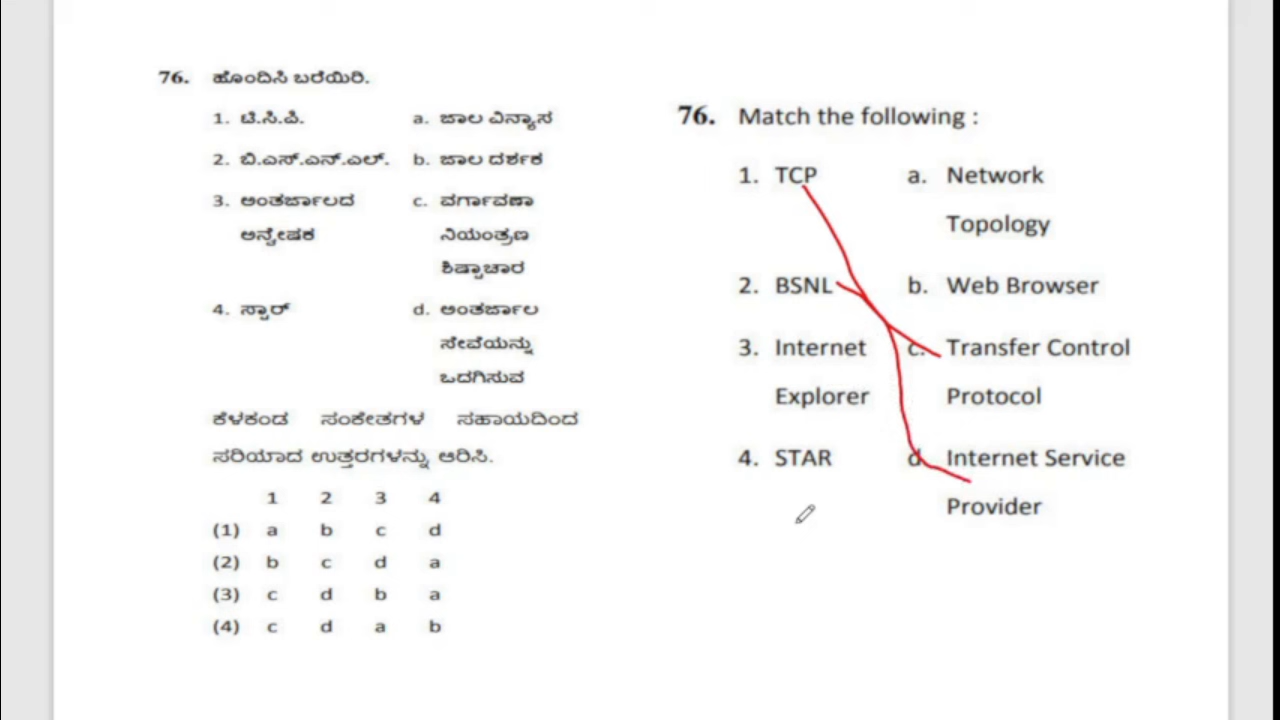 76. ಹೊಂದಿಸಿ ಬರೆಯಿರಿ.
1. ಟಿ.ಸಿ.ಪಿ. a. ಜಾಲ ವಿನ್ಯಾಸ
2. ಬಿ.ಎಸ್.ಎನ್.ಎಲ್. b. ಜಾಲ ದರ್ಶಕ
3. ಅಂತರ್ಜಾಲದ c. ವರ್ಗಾವಣಾ
ಅನ್ವೇಷಕ ನಿಯಂತ್ರಣ
ಶಿಷ್ಟಾಚಾರ
4. ಸ್ಟಾರ್ d. ಅಂತರ್ಜಾಲ
ಸೇವೆಯನ್ನು
ಒದಗಿಸುವ
ಕೆಳಕಂಡ ಸಂಕೇತಗಳ ಸಹಾಯದಿಂದ
ಸರಿಯಾದ ಉತ್ತರಗಳನ್ನು ಆರಿಸಿ.
1 2 3 4
(1) a b c d
(2) b c d a
(3) c d b a
(4) c d a b
76. Match the following :
1. TCP a. Network
Topology
2. BSNL b. Web Browser
3. Internet c. Transfer Control
Explorer Protocol
4. STAR d. Internet Service
Provider